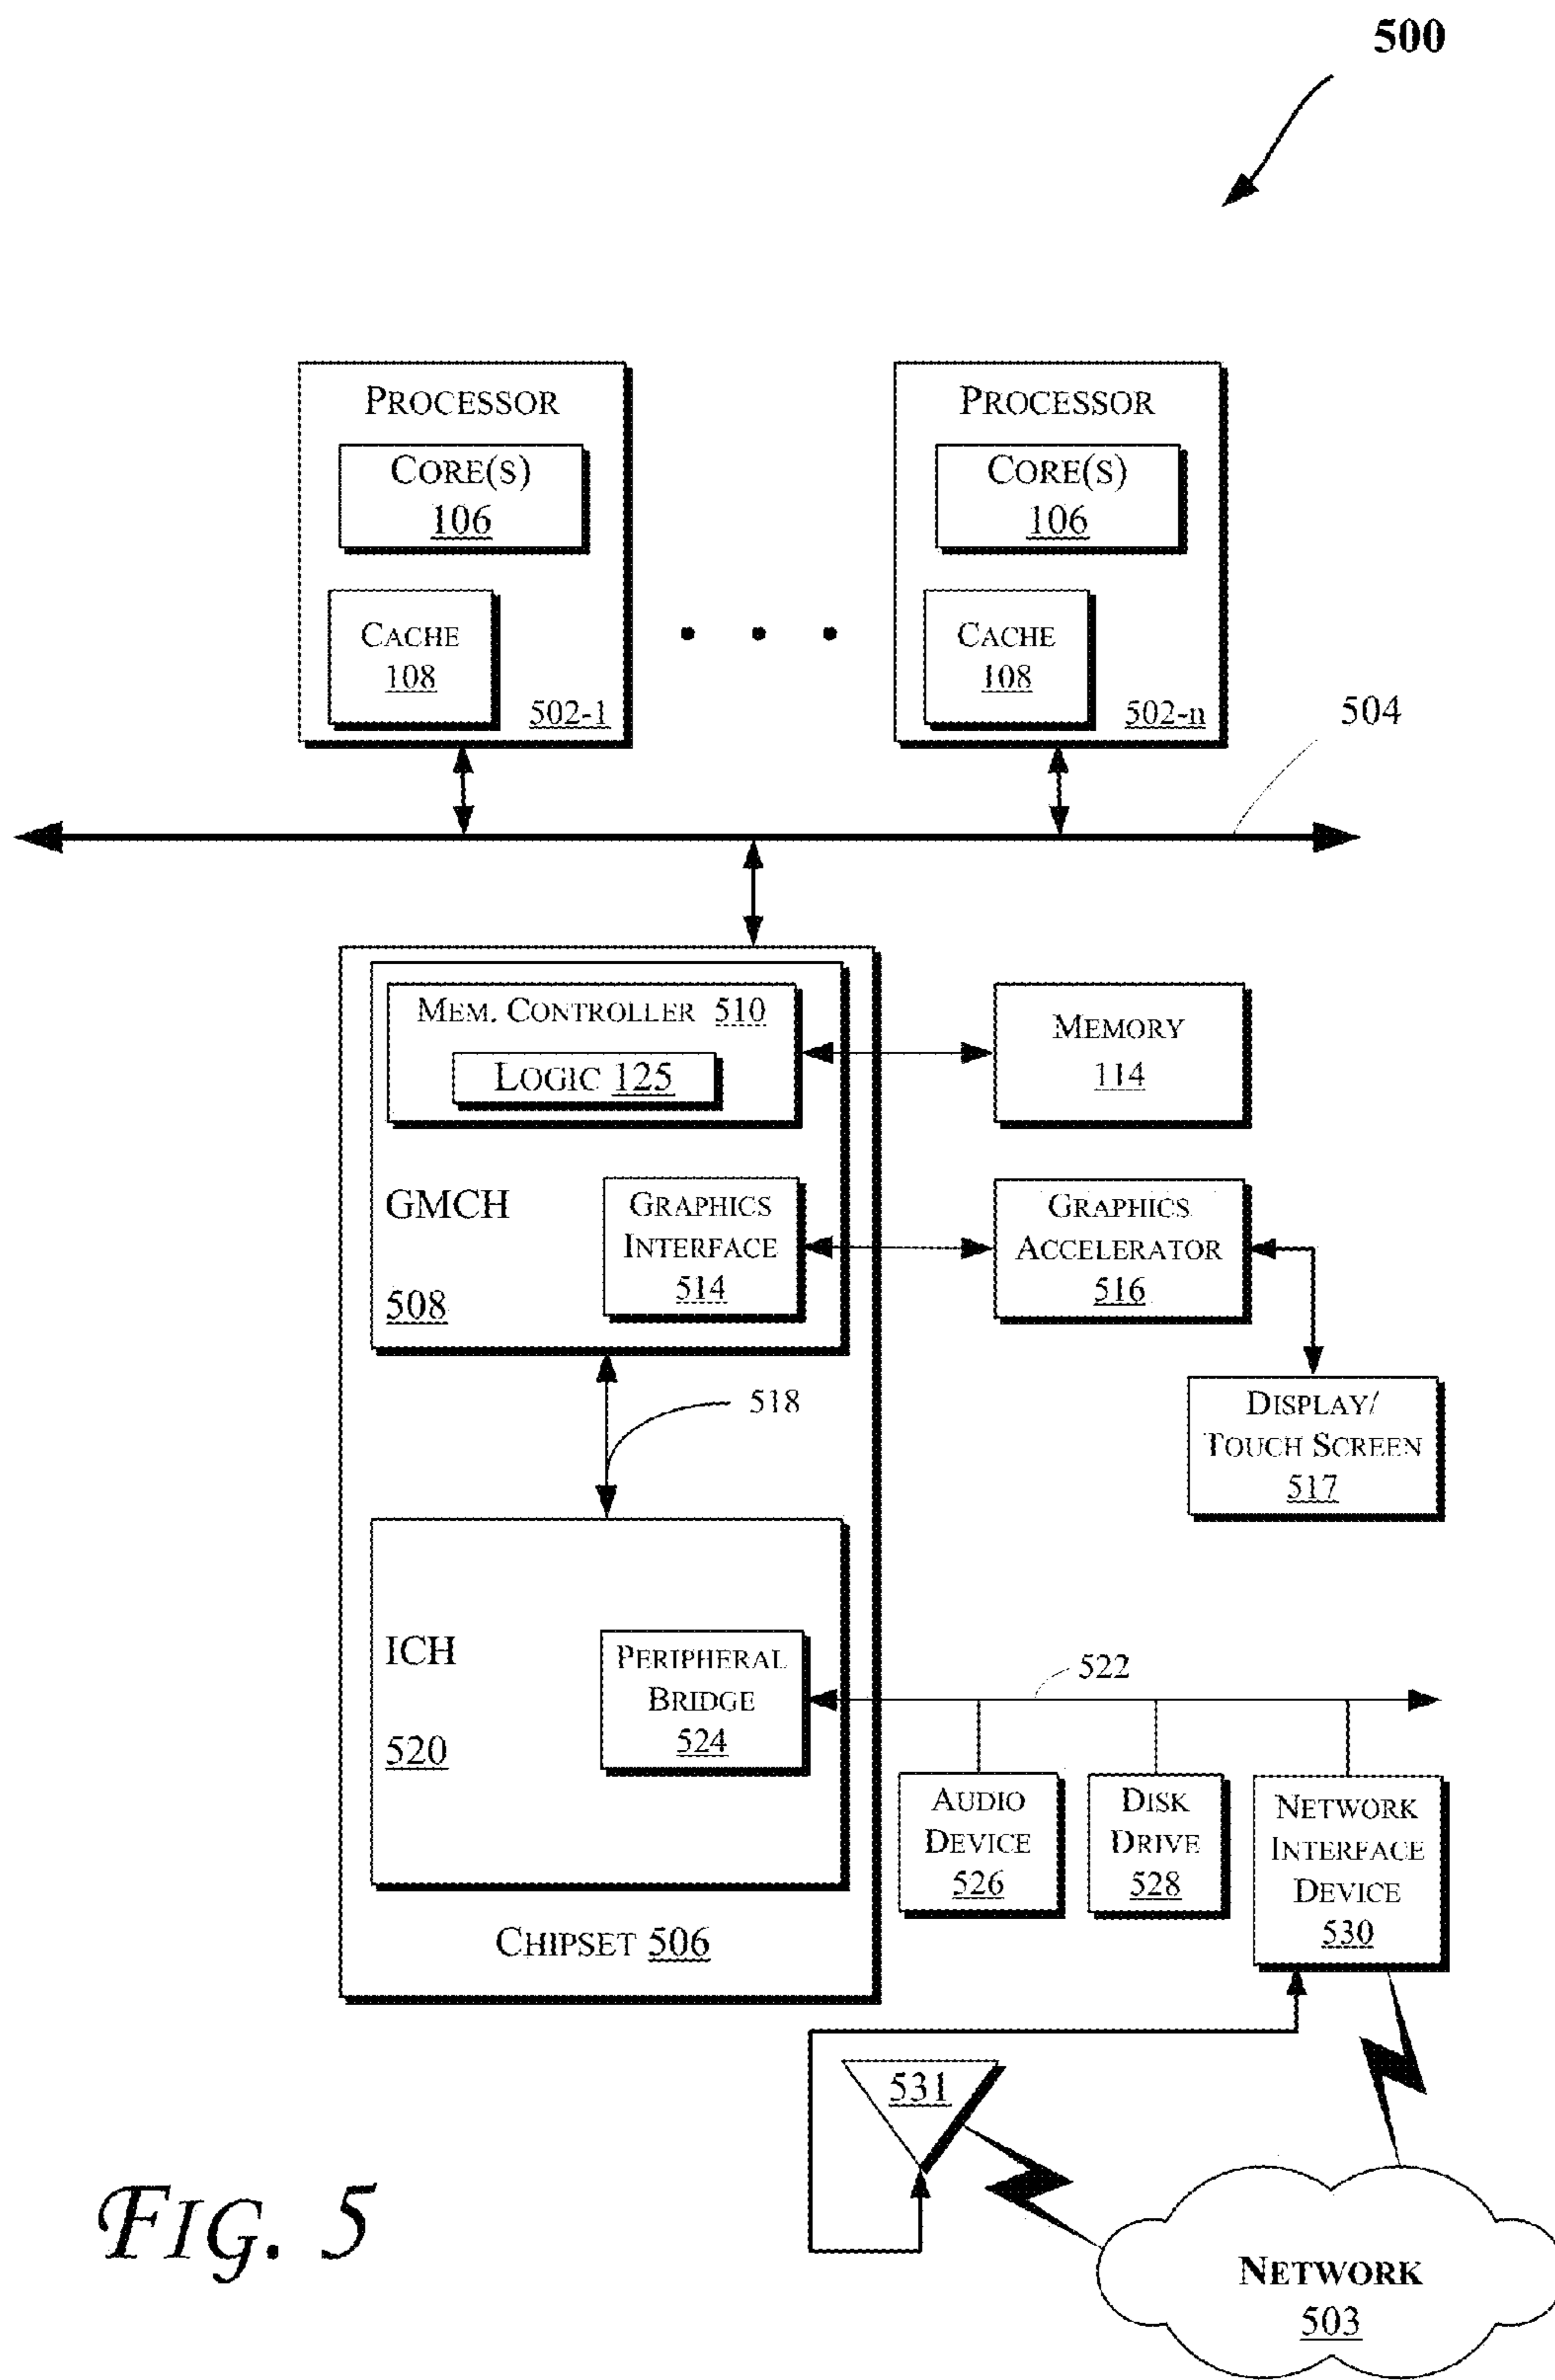 500
PROCESSOR
CORE(S)
106
CACHE
108
502-1
PROCESSOR
CORE(S)
106
CACHE
108
502-n
504
MEM. CONTROLLER 510
LOGIC 125
MEMORY
114
GMCH
508
GRAPHICS
INTERFACE
514
GRAPHICS
ACCELERATOR
516
518
DISPLAY/
TOUCH SCREEN
517
ICH
520
PERIPHERAL
BRIDGE
524
522
AUDIO
DEVICE
526
DISK
DRIVE
528
NETWORK
INTERFACE
DEVICE
530
CHIPSET 506
531
NETWORK
503
FIG. 5